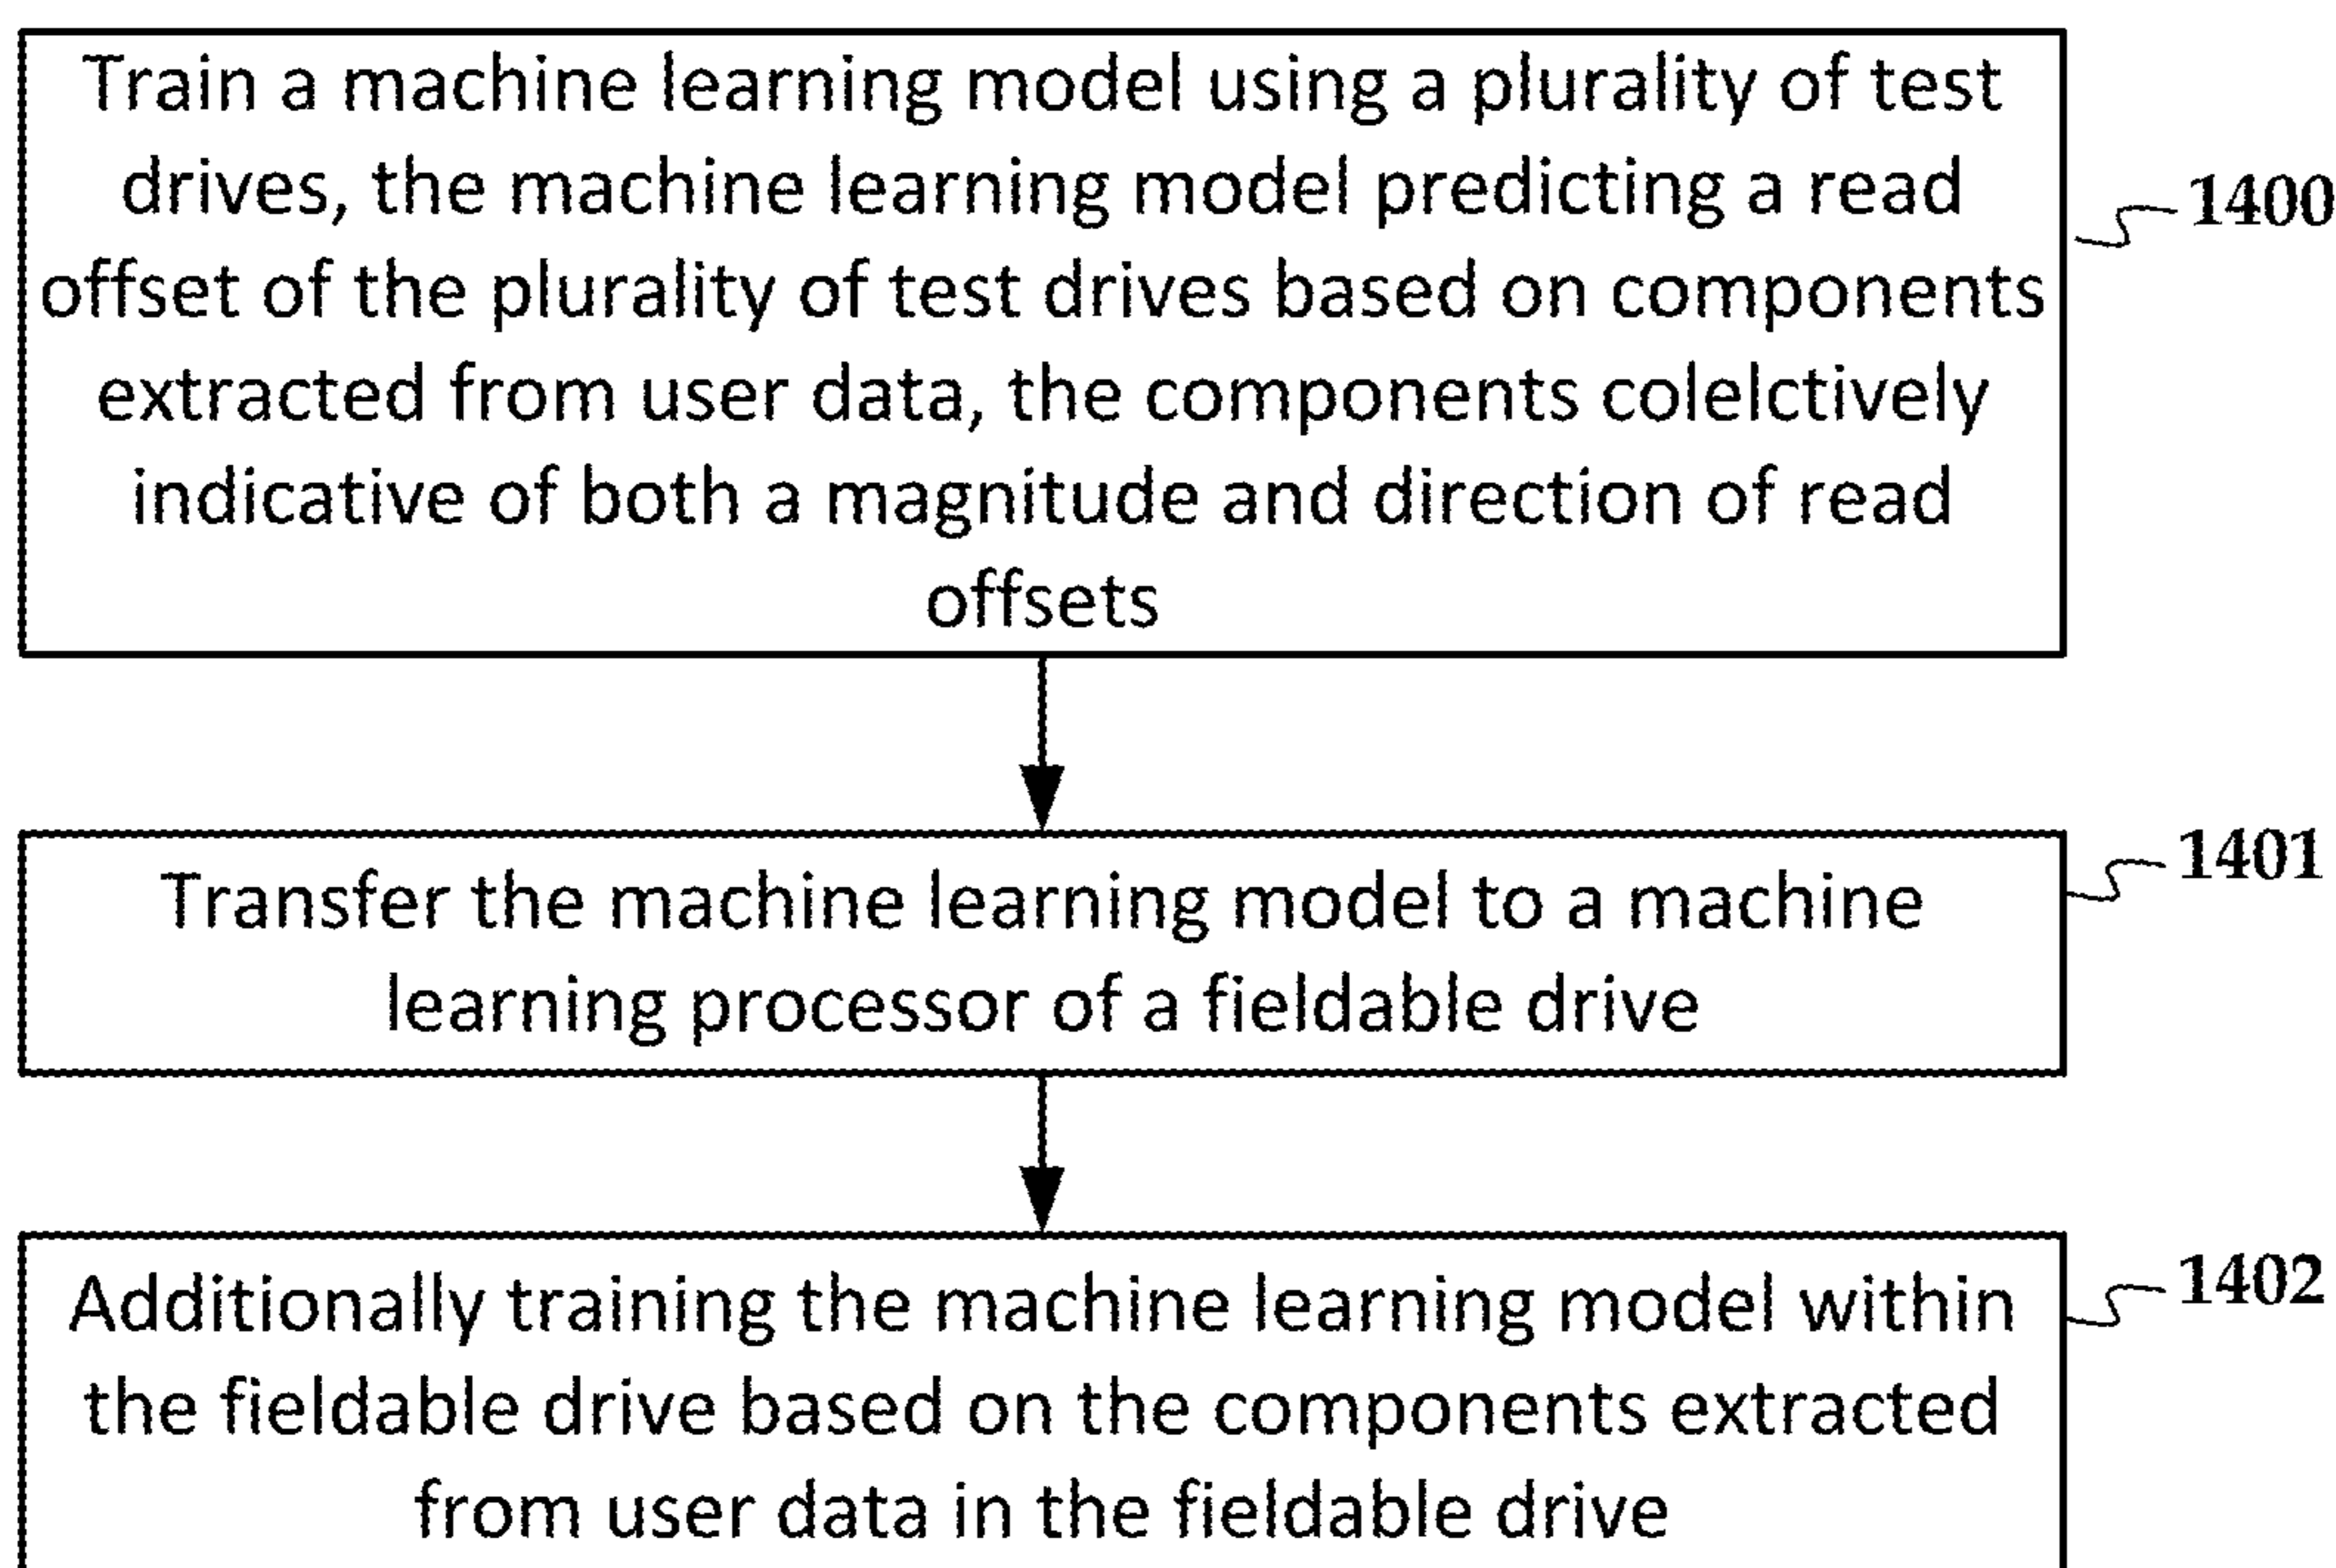 Train a machine learning model using a plurality of test
drives, the machine learning model predicting a read
offset of the plurality of test drives based on components
extracted from user data, the components colelctively
indicative of both a magnitude and direction of read
offsets
1400
Transfer the machine learning model to a machine
learning processor of a fieldable drive
1401
Additionally training the machine learning model within
the fieldable drive based on the components extracted
from user data in the fieldable drive
1402